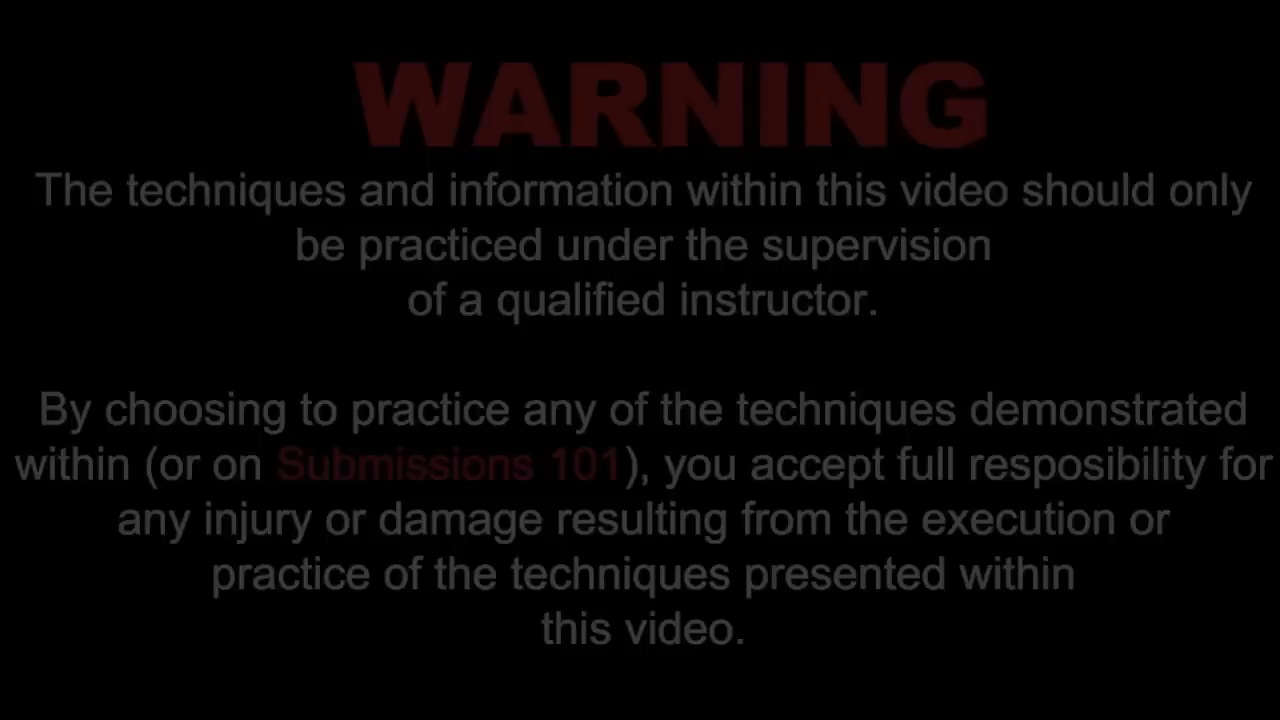 WARNING
The techniques and information within this video should only
be practiced under the supervision
of a qualified instructor.
By choosing to practice any of the techniques demonstrated
within (or on Submissions 101), you accept full resposibility for
any injury or damage resulting from the execution or
practice of the techniques presented within
this video.